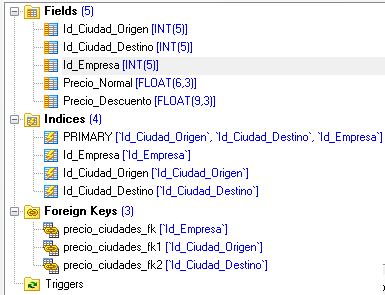 Fields (5)
Id_Ciudad_Origen [INT(5)]
Id_Ciudad_Destino [INT(5)]
Id_Empresa [INT(5)]
Precio_Normal [FLOAT(6,3)]
Precio_Descuento [FLOAT(9,3)]
Indices (4)
PRIMARY [`Id_Ciudad_Origen`, `Id_Ciudad_Destino`, `Id_Empresa`]
Id_Empresa [`Id_Empresa`]
Id_Ciudad_Origen [`Id_Ciudad_Origen`]
Id_Ciudad_Destino [`Id_Ciudad_Destino`]
Foreign Keys (3)
precio_ciudades_fk [`Id_Empresa`]
precio_ciudades_fk1 [`Id_Ciudad_Origen`]
precio_ciudades_fk2 [`Id_Ciudad_Destino`]
Triggers